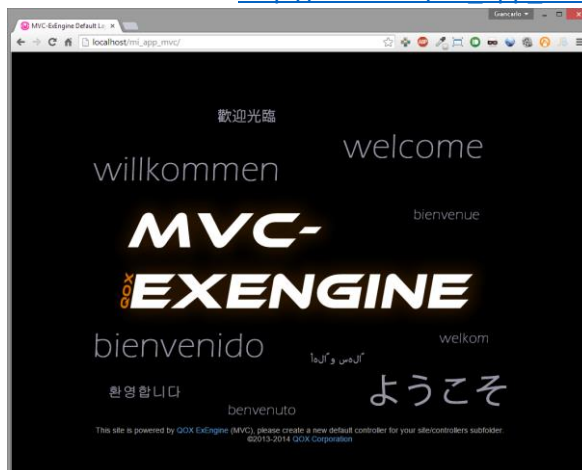 Giancarlo
MVC-ExEngine Default La
localhost/mi_app_mvc/
歡迎光臨
welcome
willkommen
bienvenue
MVC-
QOX
EXENGINE
bienvenido
welkom
환영합니다
ようこそ
benvenuto
This site is powered by QOX ExEngine (MVC), please create a new default controller for your site/controllers subfolder.
©2013-2014 QOX Corporation